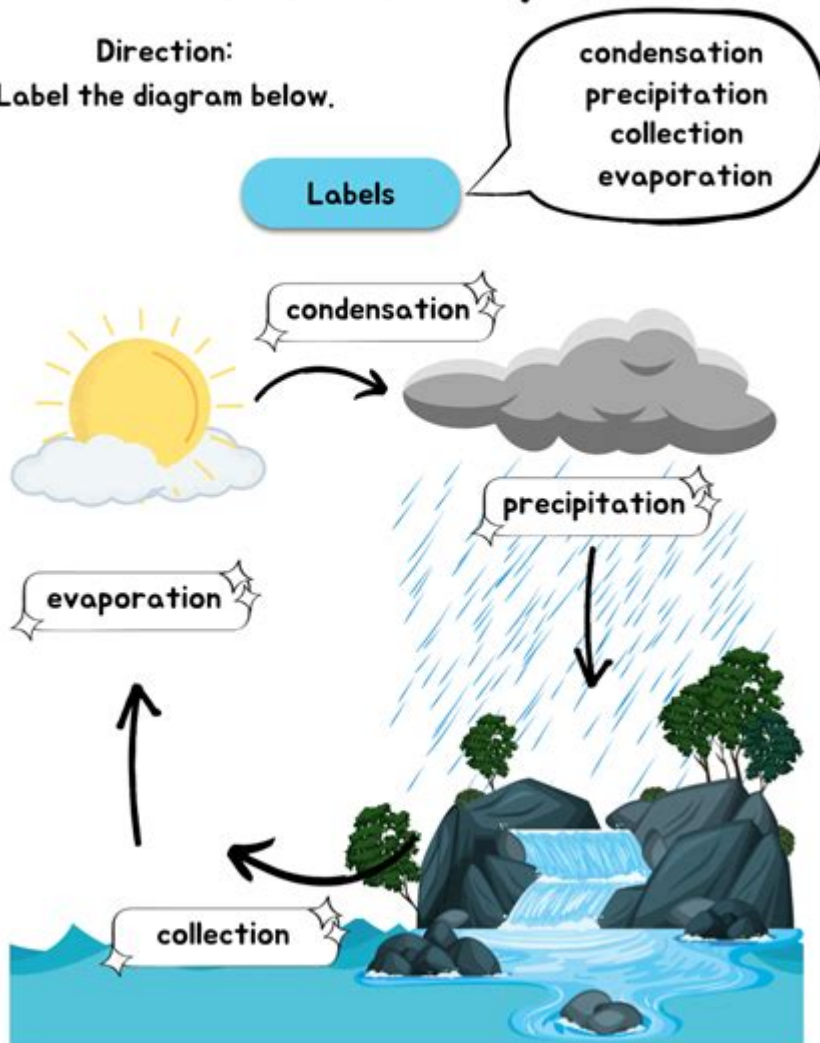 Direction:
Label the diagram below.
condensation
precipitation
collection
evaporation
Labels
condensation
precipitation
evaporation
collection